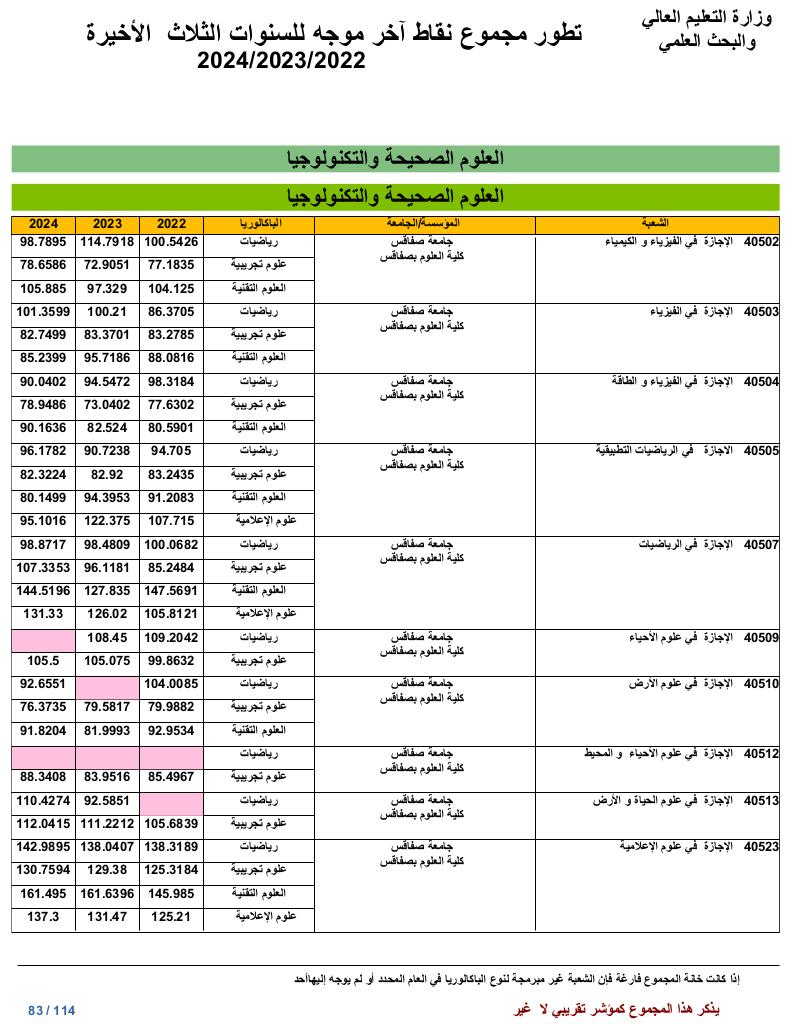 وزارة التعليم العالي
والبحث العلمي
تطور مجموع نقاط آخر موجه للسنوات الثلاث الأخيرة
2024/2023/2022
العلوم الصحيحة والتكنولوجيا
العلوم الصحيحة والتكنولوجيا
الشعبة المؤسسة/الجامعة الباكالوريا 2022 2023 2024
40502 الإجازة في الفيزياء و الكيمياء جامعة صفاقس رياضيات 100.5426 114.7918 98.7895
كلية العلوم بصفاقس
علوم تجريبية 77.1835 72.9051 78.6586
العلوم التقنية 104.125 97.329 105.885
40503 الإجازة في الفيزياء جامعة صفاقس رياضيات 86.3705 100.21 101.3599
كلية العلوم بصفاقس
علوم تجريبية 83.2785 83.3701 82.7499
العلوم التقنية 88.0816 95.7186 85.2399
40504 الإجازة في الفيزياء و الطاقة جامعة صفاقس رياضيات 98.3184 94.5472 90.0402
كلية العلوم بصفاقس
علوم تجريبية 77.6302 73.0402 78.9486
العلوم التقنية 80.5901 82.524 90.1636
40505 الإجازة في الرياضيات التطبيقية جامعة صفاقس رياضيات 94.705 90.7238 96.1782
كلية العلوم بصفاقس
علوم تجريبية 83.2435 82.92 82.3224
العلوم التقنية 91.2083 94.3953 80.1499
علوم الإعلامية 107.715 122.375 95.1016
40507 الإجازة في الرياضيات جامعة صفاقس رياضيات 100.0682 98.4809 98.8717
كلية العلوم بصفاقس
علوم تجريبية 85.2484 96.1181 107.3353
العلوم التقنية 147.5691 127.835 144.5196
علوم الإعلامية 105.8121 126.02 131.33
40509 الإجازة في علوم الأحياء جامعة صفاقس رياضيات 109.2042 108.45
كلية العلوم بصفاقس
علوم تجريبية 99.8632 105.075 105.5
40510 الإجازة في علوم الأرض جامعة صفاقس رياضيات 104.0085 92.6551
كلية العلوم بصفاقس
علوم تجريبية 79.9882 79.5817 76.3735
العلوم التقنية 92.9534 81.9993 91.8204
40512 الإجازة في علوم الأحياء و المحيط جامعة صفاقس رياضيات
كلية العلوم بصفاقس
علوم تجريبية 85.4967 83.9516 88.3408
40513 الإجازة في علوم الحياة و الأرض جامعة صفاقس رياضيات 92.5851 110.4274
كلية العلوم بصفاقس
علوم تجريبية 105.6839 111.2212 112.0415
40523 الإجازة في علوم الإعلامية جامعة صفاقس رياضيات 138.3189 138.0407 142.9895
كلية العلوم بصفاقس
علوم تجريبية 125.3184 129.38 130.7594
العلوم التقنية 145.985 161.6396 161.495
علوم الإعلامية 125.21 131.47 137.3
إذا كانت خانة المجموع فارغة فإن الشعبة غير مبرمجة لنوع الباكالوريا في العام المحدد أو لم يوجه إليهاأحد
يذكر هذا المجموع كمؤشر تقريبي لا غير
83 / 114